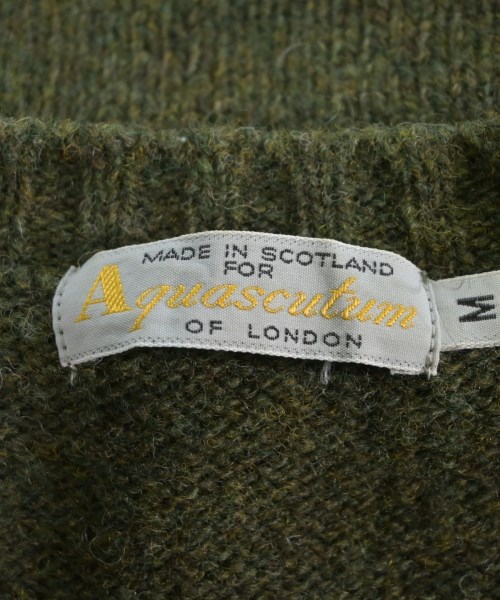 MADE IN SCOTLAND
FOR
Aquascutum
OF LONDON
M